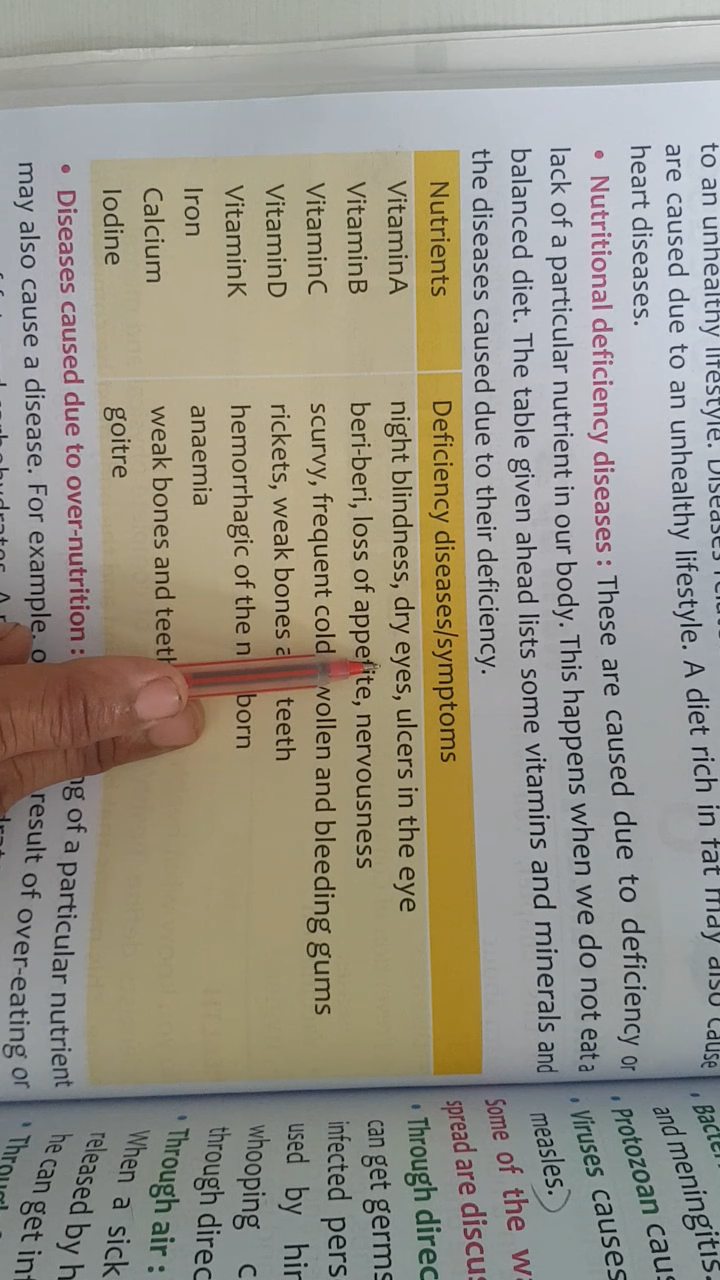 to an unhealthy lifestyle. Diseases
are caused due to an unhealthy lifestyle. A diet rich in fat may also cause
heart diseases.
• Nutritional deficiency diseases : These are caused due to deficiency or
lack of a particular nutrient in our body. This happens when we do not eat a
balanced diet. The table given ahead lists some vitamins and minerals and
the diseases caused due to their deficiency.
Nutrients Deficiency diseases/symptoms
VitaminA night blindness, dry eyes, ulcers in the eye
VitaminB beri-beri, loss of appetite, nervousness
VitaminC scurvy, frequent cold wollen and bleeding gums
VitaminD rickets, weak bones a teeth
VitaminK hemorrhagic of the n born
Iron anaemia
Calcium weak bones and teeth
Iodine goitre
• Diseases caused due to over-nutrition : ng of a particular nutrient
may also cause a disease. For example, o result of over-eating or
• Bacter
and meningitis
• Protozoan cau
• Viruses causes
measles.
Some of the w
spread are discu
• Through direc
can get germs
infected pers
used by hir
whooping c
through direc
• Through air :
When a sick
released by h
he can get in
• Throug